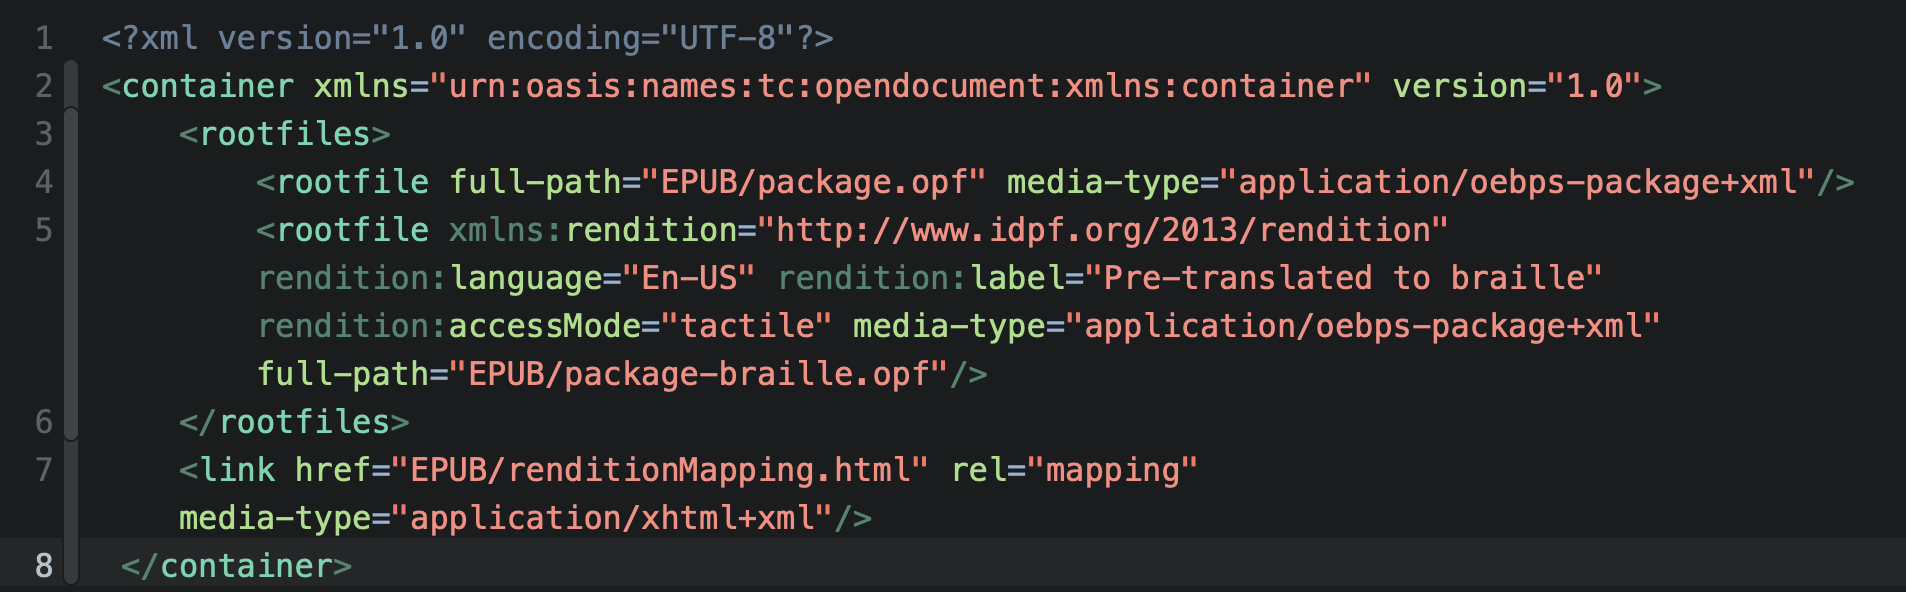 1 <?xml version="1.0" encoding="UTF-8"?>
2 <container xmlns="urn:oasis:names:tc:opendocument:xmlns:container" version="1.0">
3 <rootfiles>
4 <rootfile full-path="EPUB/package.opf" media-type="application/oebps-package+xml"/>
5 <rootfile xmlns:rendition="http://www.idpf.org/2013/rendition"
rendition:language="En-US" rendition:label="Pre-translated to braille"
rendition:accessMode="tactile" media-type="application/oebps-package+xml"
full-path="EPUB/package-braille.opf"/>
6 </rootfiles>
7 <link href="EPUB/renditionMapping.html" rel="mapping"
media-type="application/xhtml+xml"/>
8 </container>